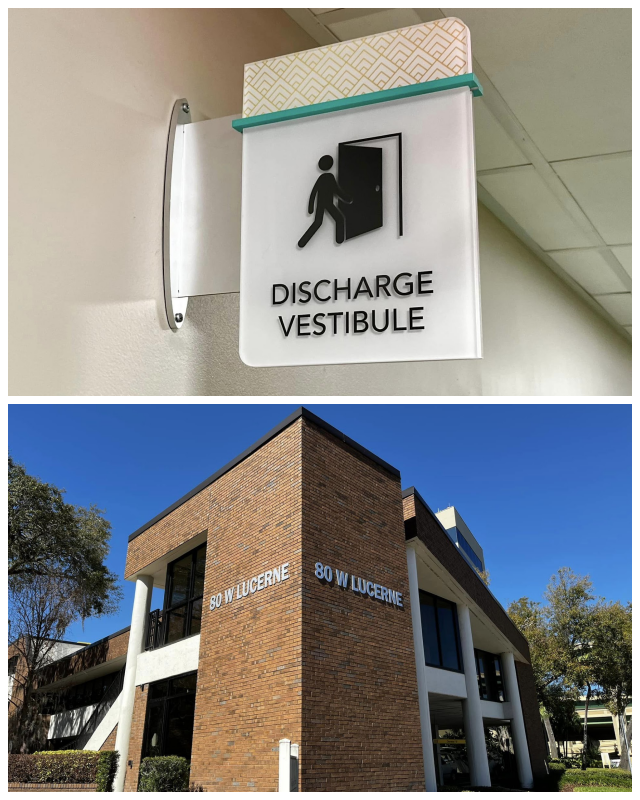 DISCHARGE
VESTIBULE
80 W LUCERNE
80 W LUCERNE